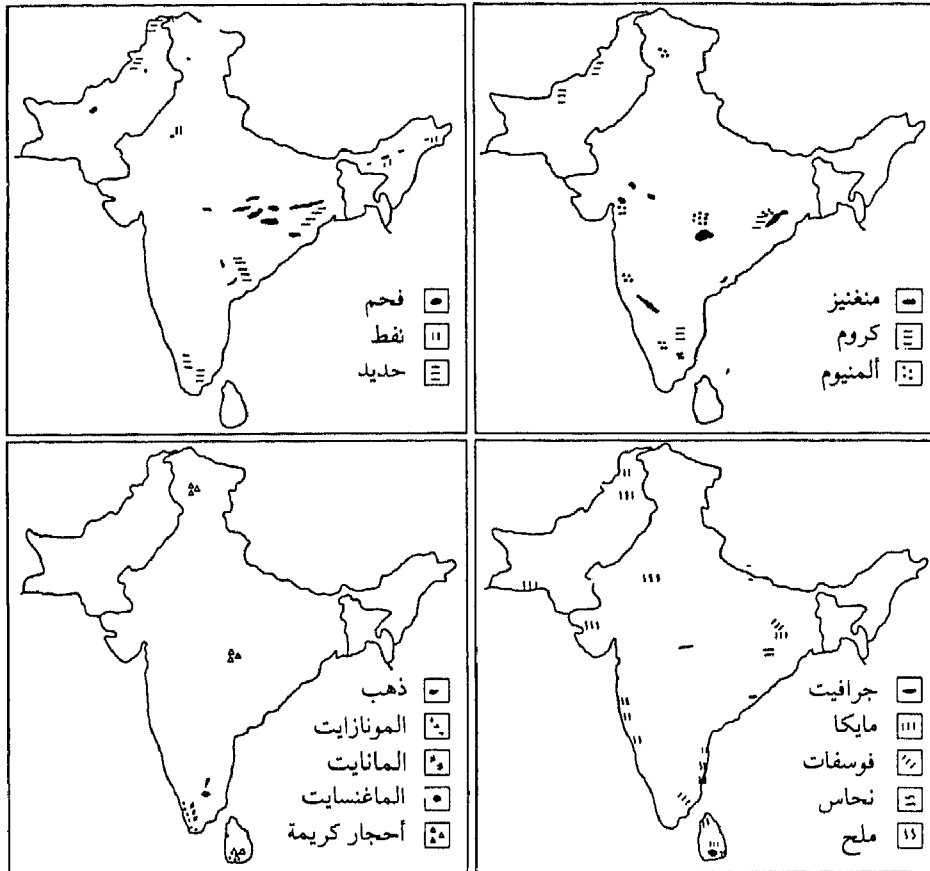 فحم
نفط
حديد
منغنيز
كروم
ألمنيوم
ذهب
المونازايت
المانايت
الماغنسايت
أحجار كريمة
جرافيت
مايكا
فوسفات
نحاس
ملح